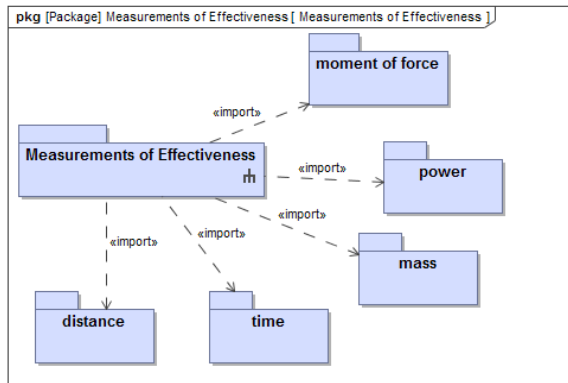 pkg [Package] Measurements of Effectiveness [ Measurements of Effectiveness ]
moment of force
«import»
Measurements of Effectiveness
«import»
power
«import»
«import»
«import»
mass
distance
time